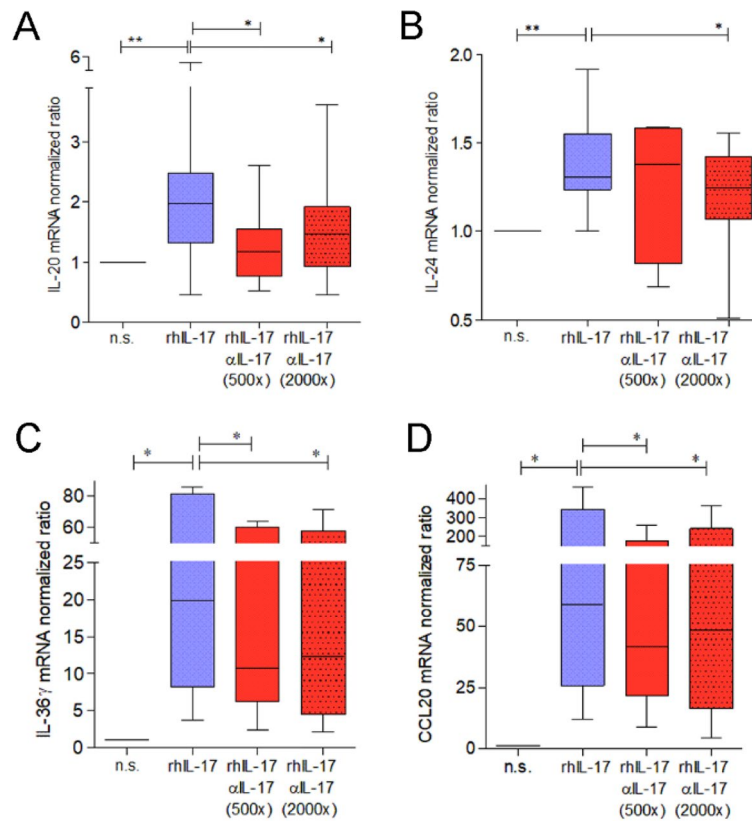 A
** * *
IL-20 mRNA normalized ratio
6
3
2
1
0
n.s. rhIL-17 rhIL-17 rhIL-17
αIL-17 αIL-17
(500x) (2000x)
B
** *
IL-24 mRNA normalized ratio
2.0
1.5
1.0
0.5
n.s. rhIL-17 rhIL-17 rhIL-17
αIL-17 αIL-17
(500x) (2000x)
C
* * *
IL-36γ mRNA normalized ratio
80
60
25
20
15
10
5
0
n.s. rhIL-17 rhIL-17 rhIL-17
αIL-17 αIL-17
(500x) (2000x)
D
* * *
CCL20 mRNA normalized ratio
400
300
200
75
50
25
0
n.s. rhIL-17 rhIL-17 rhIL-17
αIL-17 αIL-17
(500x) (2000x)